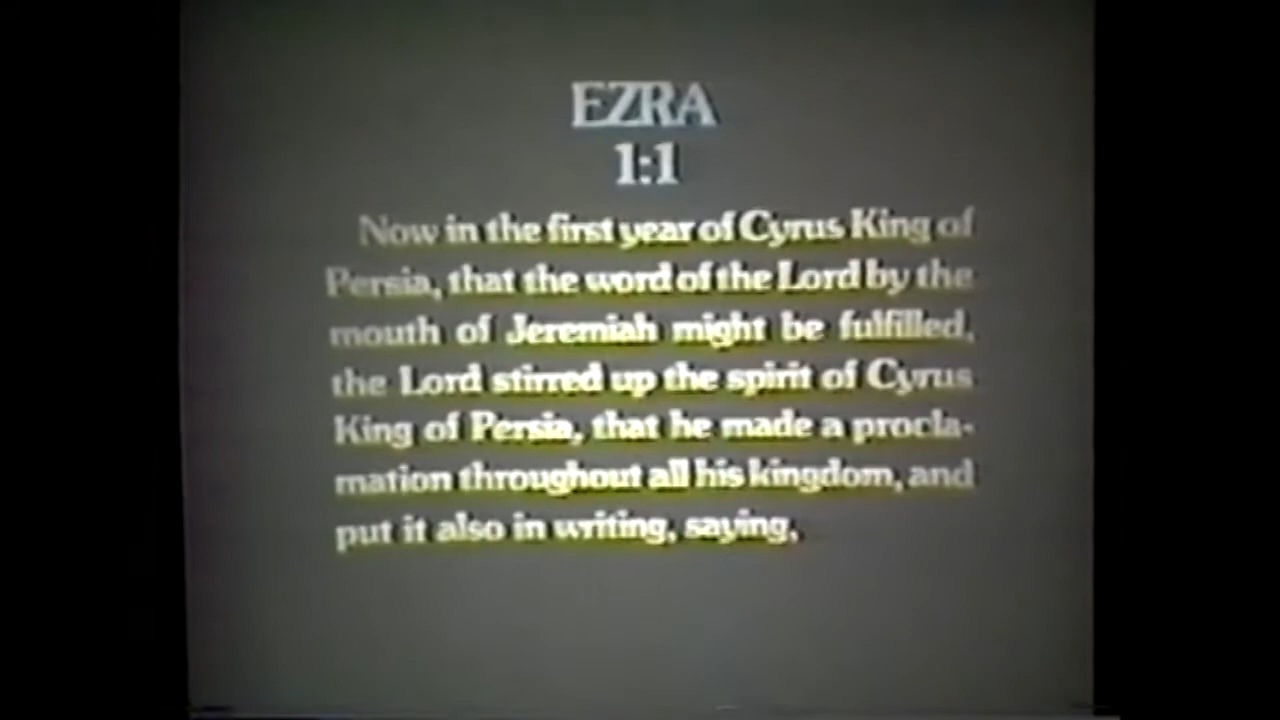 EZRA
1:1
Now in the first year of Cyrus King of
Persia, that the word of the Lord by the
mouth of Jeremiah might be fulfilled,
the Lord stirred up the spirit of Cyrus
King of Persia, that he made a procla-
mation throughout all his kingdom, and
put it also in writing, saying,